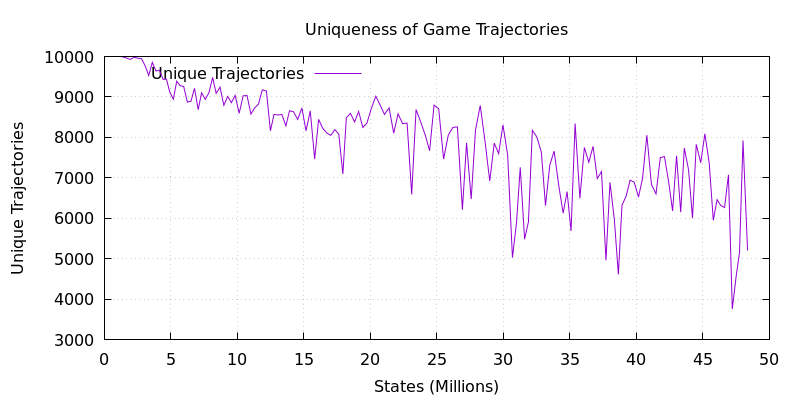 Uniqueness of Game Trajectories
Unique Trajectories
10000
9000
8000
7000
6000
5000
4000
3000
Unique Trajectories
0 5 10 15 20 25 30 35 40 45 50
States (Millions)